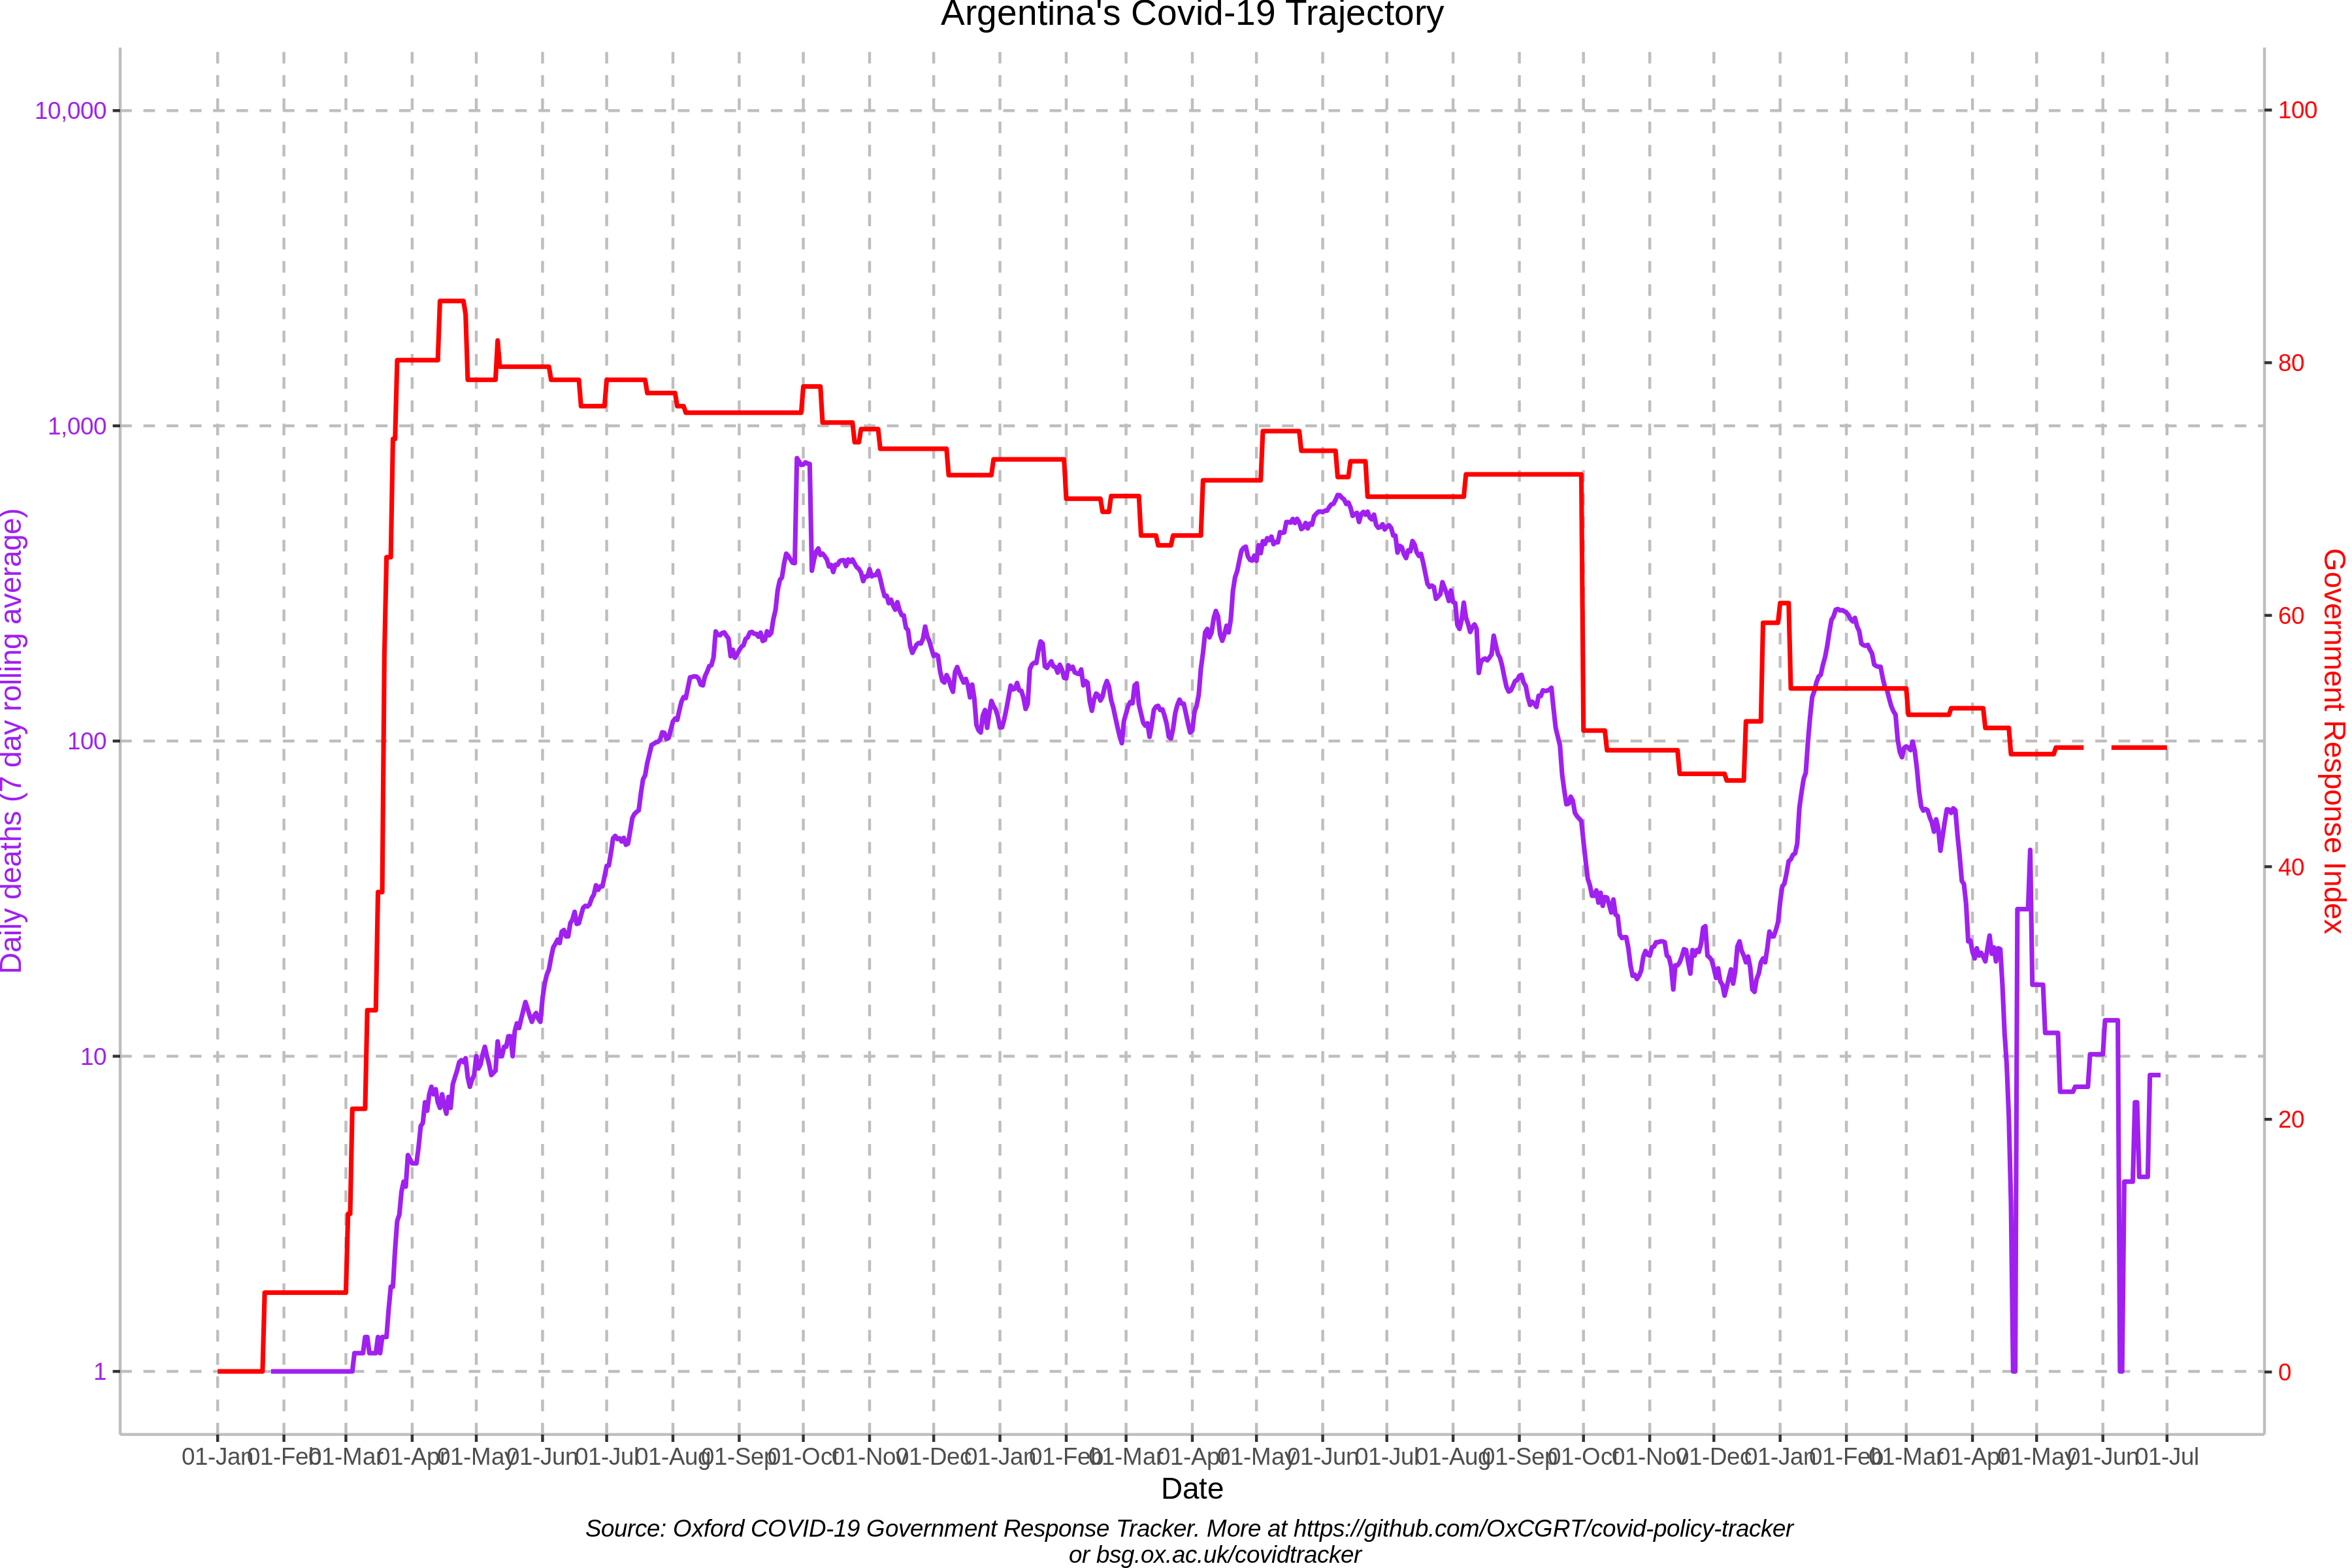 Argentina's Covid-19 Trajectory
10,000
1,000
100
10
1
Daily deaths (7 day rolling average)
100
80
60
40
20
0
Government Response Index
01-Jan 01-Feb 01-Mar 01-Apr 01-May 01-Jun 01-Jul 01-Aug 01-Sep 01-Oct 01-Nov 01-Dec 01-Jan 01-Feb 01-Mar 01-Apr 01-May 01-Jun 01-Jul 01-Aug 01-Sep 01-Oct 01-Nov 01-Dec 01-Jan 01-Feb 01-Mar 01-Apr 01-May 01-Jun 01-Jul
Date
Source: Oxford COVID-19 Government Response Tracker. More at https://github.com/OxCGRT/covid-policy-tracker
or bsg.ox.ac.uk/covidtracker